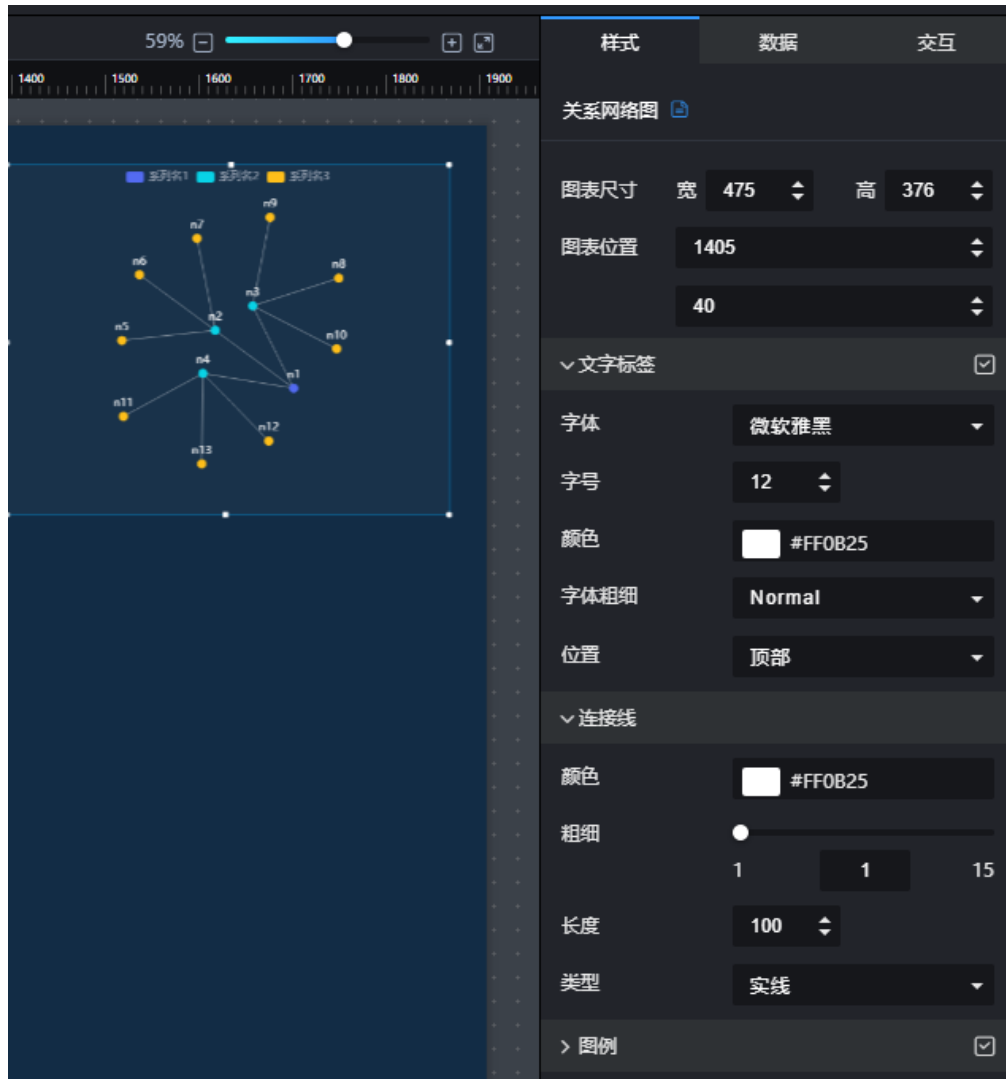 59%
样式 数据 交互
1400 1500 1600 1700 1800 1900
关系网络图
系列名1 系列名2 系列名3
图表尺寸 宽 475 高 376
n9
n7
图表位置 1405
n6 n8
n3
40
n2
n5 n10
n4
文字标签
n1
n11
字体 微软雅黑
n12
n13
字号 12
颜色 #FF0B25
字体粗细 Normal
位置 顶部
连接线
颜色 #FF0B25
粗细
1 1 15
长度 100
类型 实线
图例